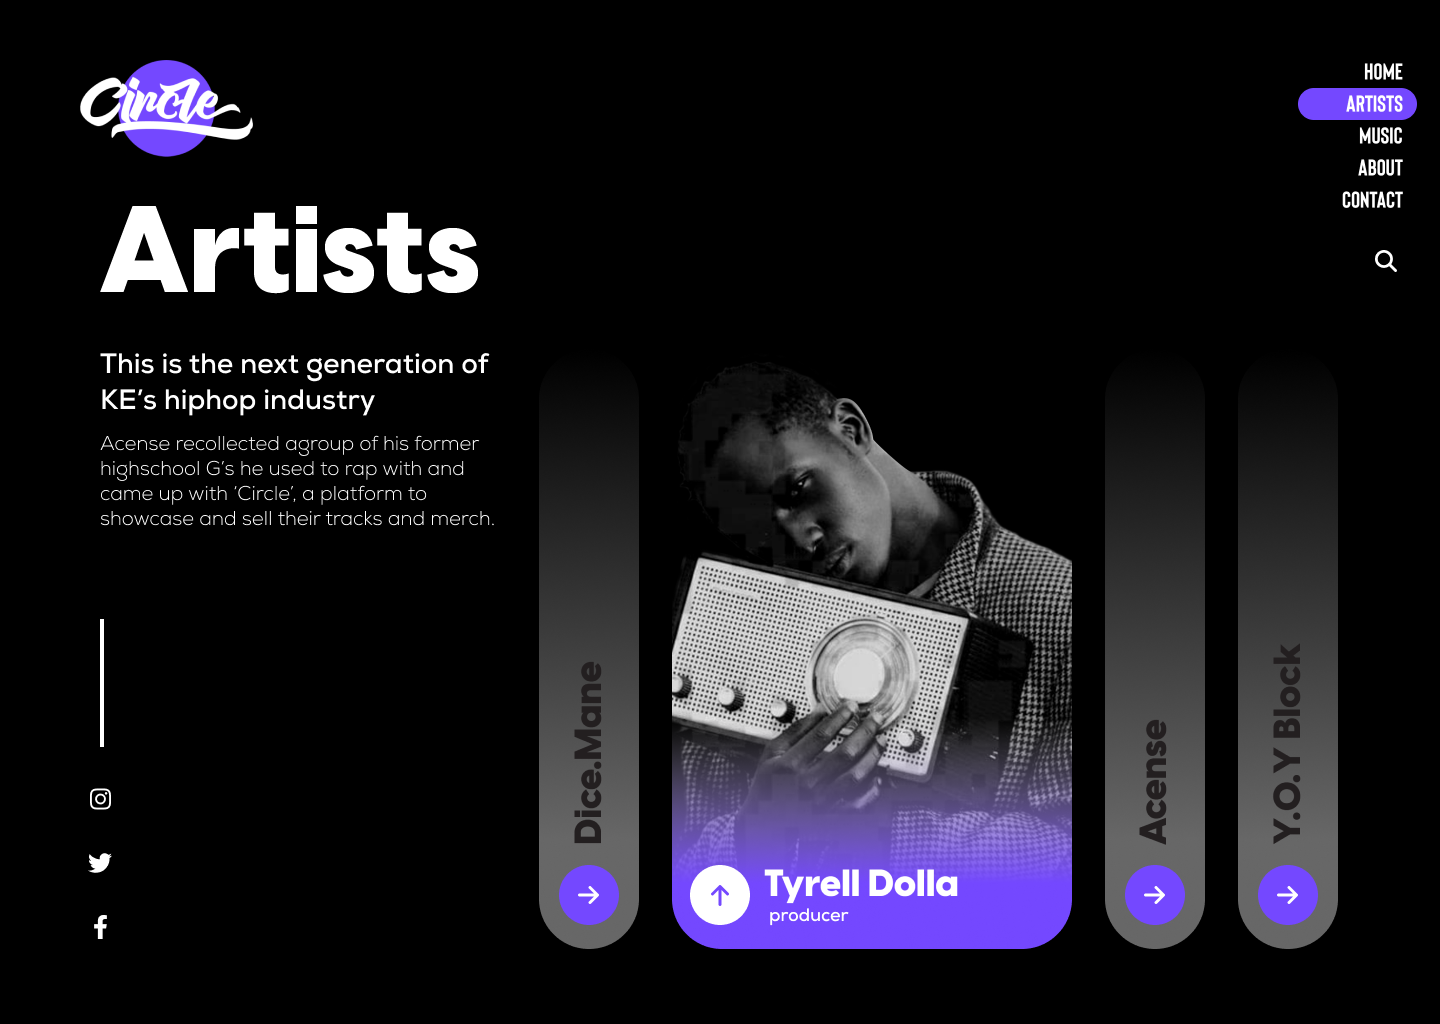 Circle
HOME
ARTISTS
MUSIC
ABOUT
CONTACT
Artists
This is the next generation of
KE's hiphop industry
Acense recollected agroup of his former
highschool G's he used to rap with and
came up with 'Circle', a platform to
showcase and sell their tracks and merch.
Dice.Mane
Tyrell Dolla
producer
Acense
Y.O.Y Block